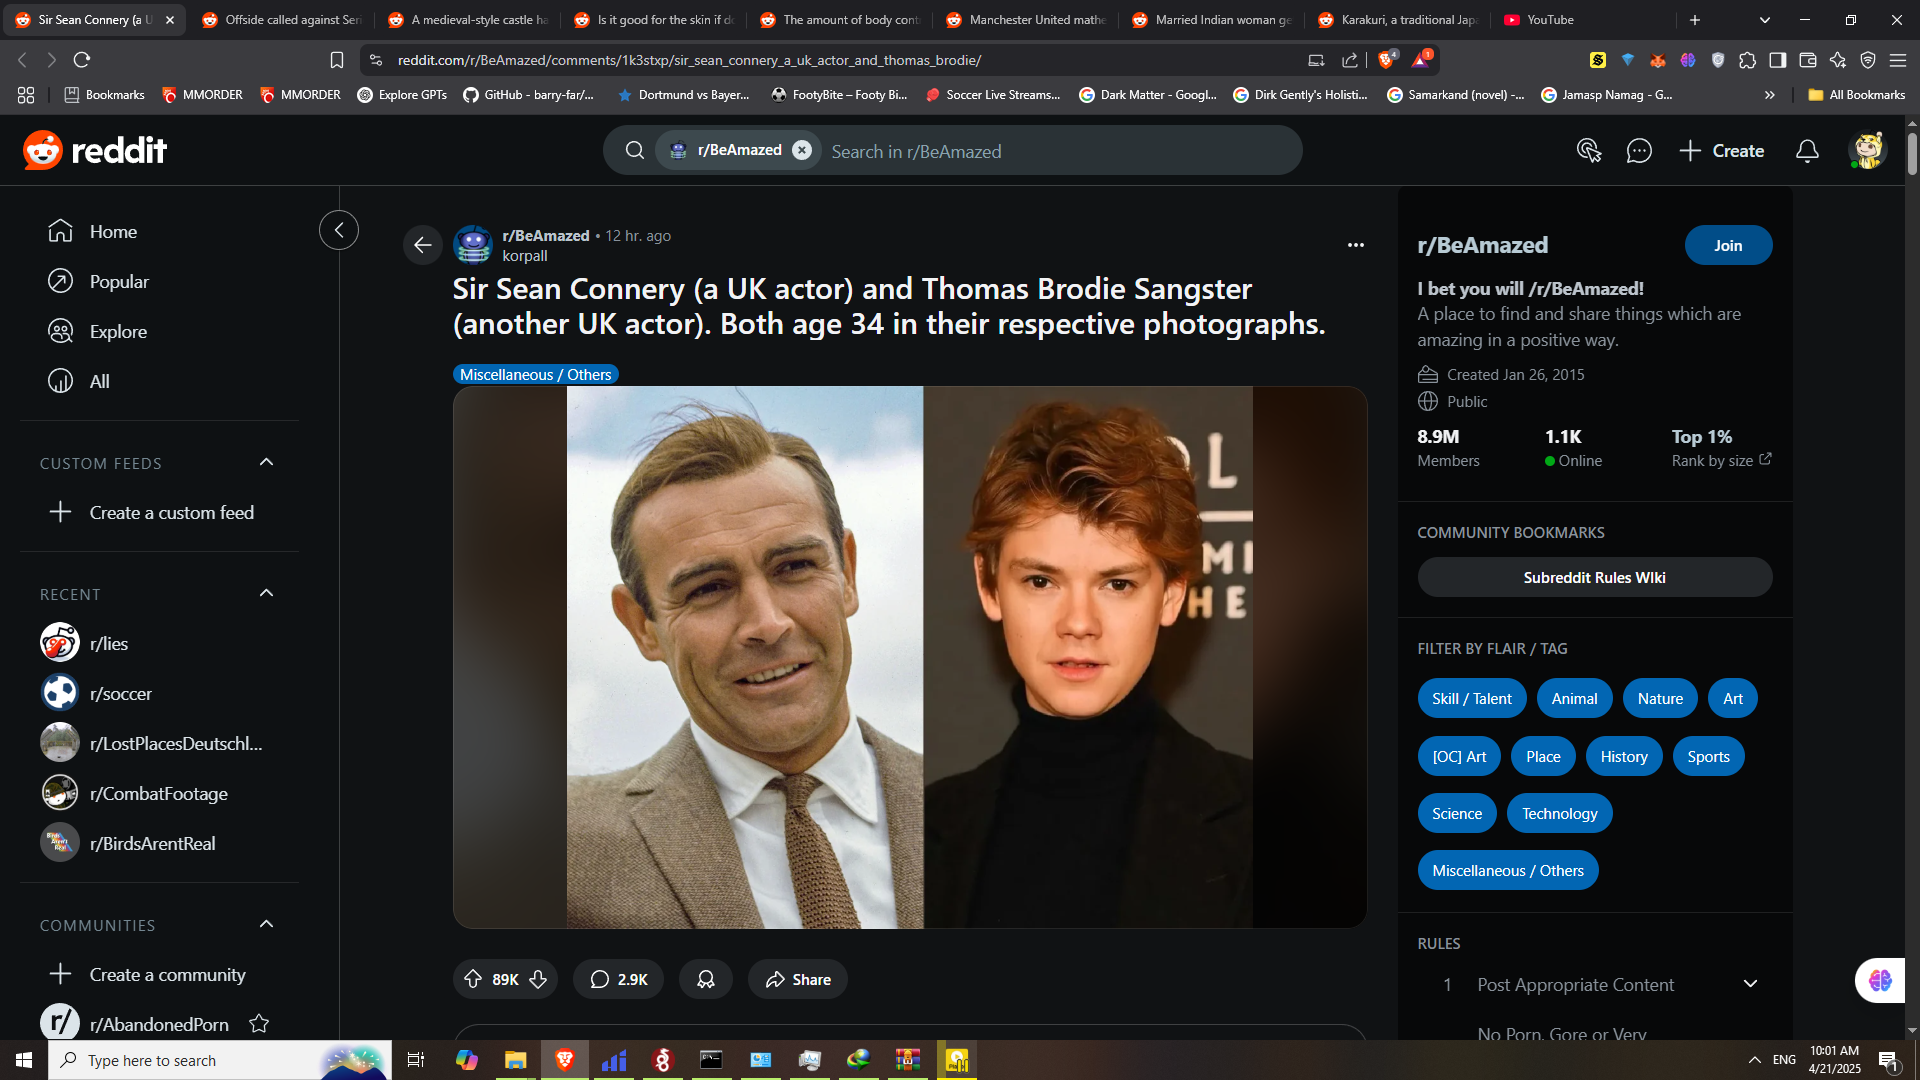 Sir Sean Connery (a U
Offside called against Seri
A medieval-style castle ha
Is it good for the skin if do
The amount of body cont
Manchester United mathe
Married Indian woman ge
Karakuri, a traditional Japa
YouTube
reddit.com/r/BeAmazed/comments/1k3stxp/sir_sean_connery_a_uk_actor_and_thomas_brodie/
4
1
Bookmarks
MMORDER
MMORDER
Explore GPTs
GitHub - barry-far/...
Dortmund vs Bayer...
FootyBite – Footy Bi...
Soccer Live Streams...
Dark Matter - Googl...
Dirk Gently's Holisti...
Samarkand (novel) -...
Jamasp Namag - G...
All Bookmarks
reddit
r/BeAmazed
Search in r/BeAmazed
Create
Home
Popular
Explore
All
CUSTOM FEEDS
Create a custom feed
RECENT
r/lies
r/soccer
r/LostPlacesDeutschl...
r/CombatFootage
r/BirdsArentReal
COMMUNITIES
Create a community
r/AbandonedPorn
r/BeAmazed • 12 hr. ago
korpall
Sir Sean Connery (a UK actor) and Thomas Brodie Sangster
(another UK actor). Both age 34 in their respective photographs.
Miscellaneous / Others
OL
MI
HE
89K
2.9K
Share
r/BeAmazed
Join
I bet you will /r/BeAmazed!
A place to find and share things which are
amazing in a positive way.
Created Jan 26, 2015
Public
8.9M
Members
1.1K
Online
Top 1%
Rank by size
COMMUNITY BOOKMARKS
Subreddit Rules WIki
FILTER BY FLAIR / TAG
Skill / Talent
Animal
Nature
Art
[OC] Art
Place
History
Sports
Science
Technology
Miscellaneous / Others
RULES
1 Post Appropriate Content
No Porn, Gore or Very
Type here to search
ENG
10:01 AM
4/21/2025
1